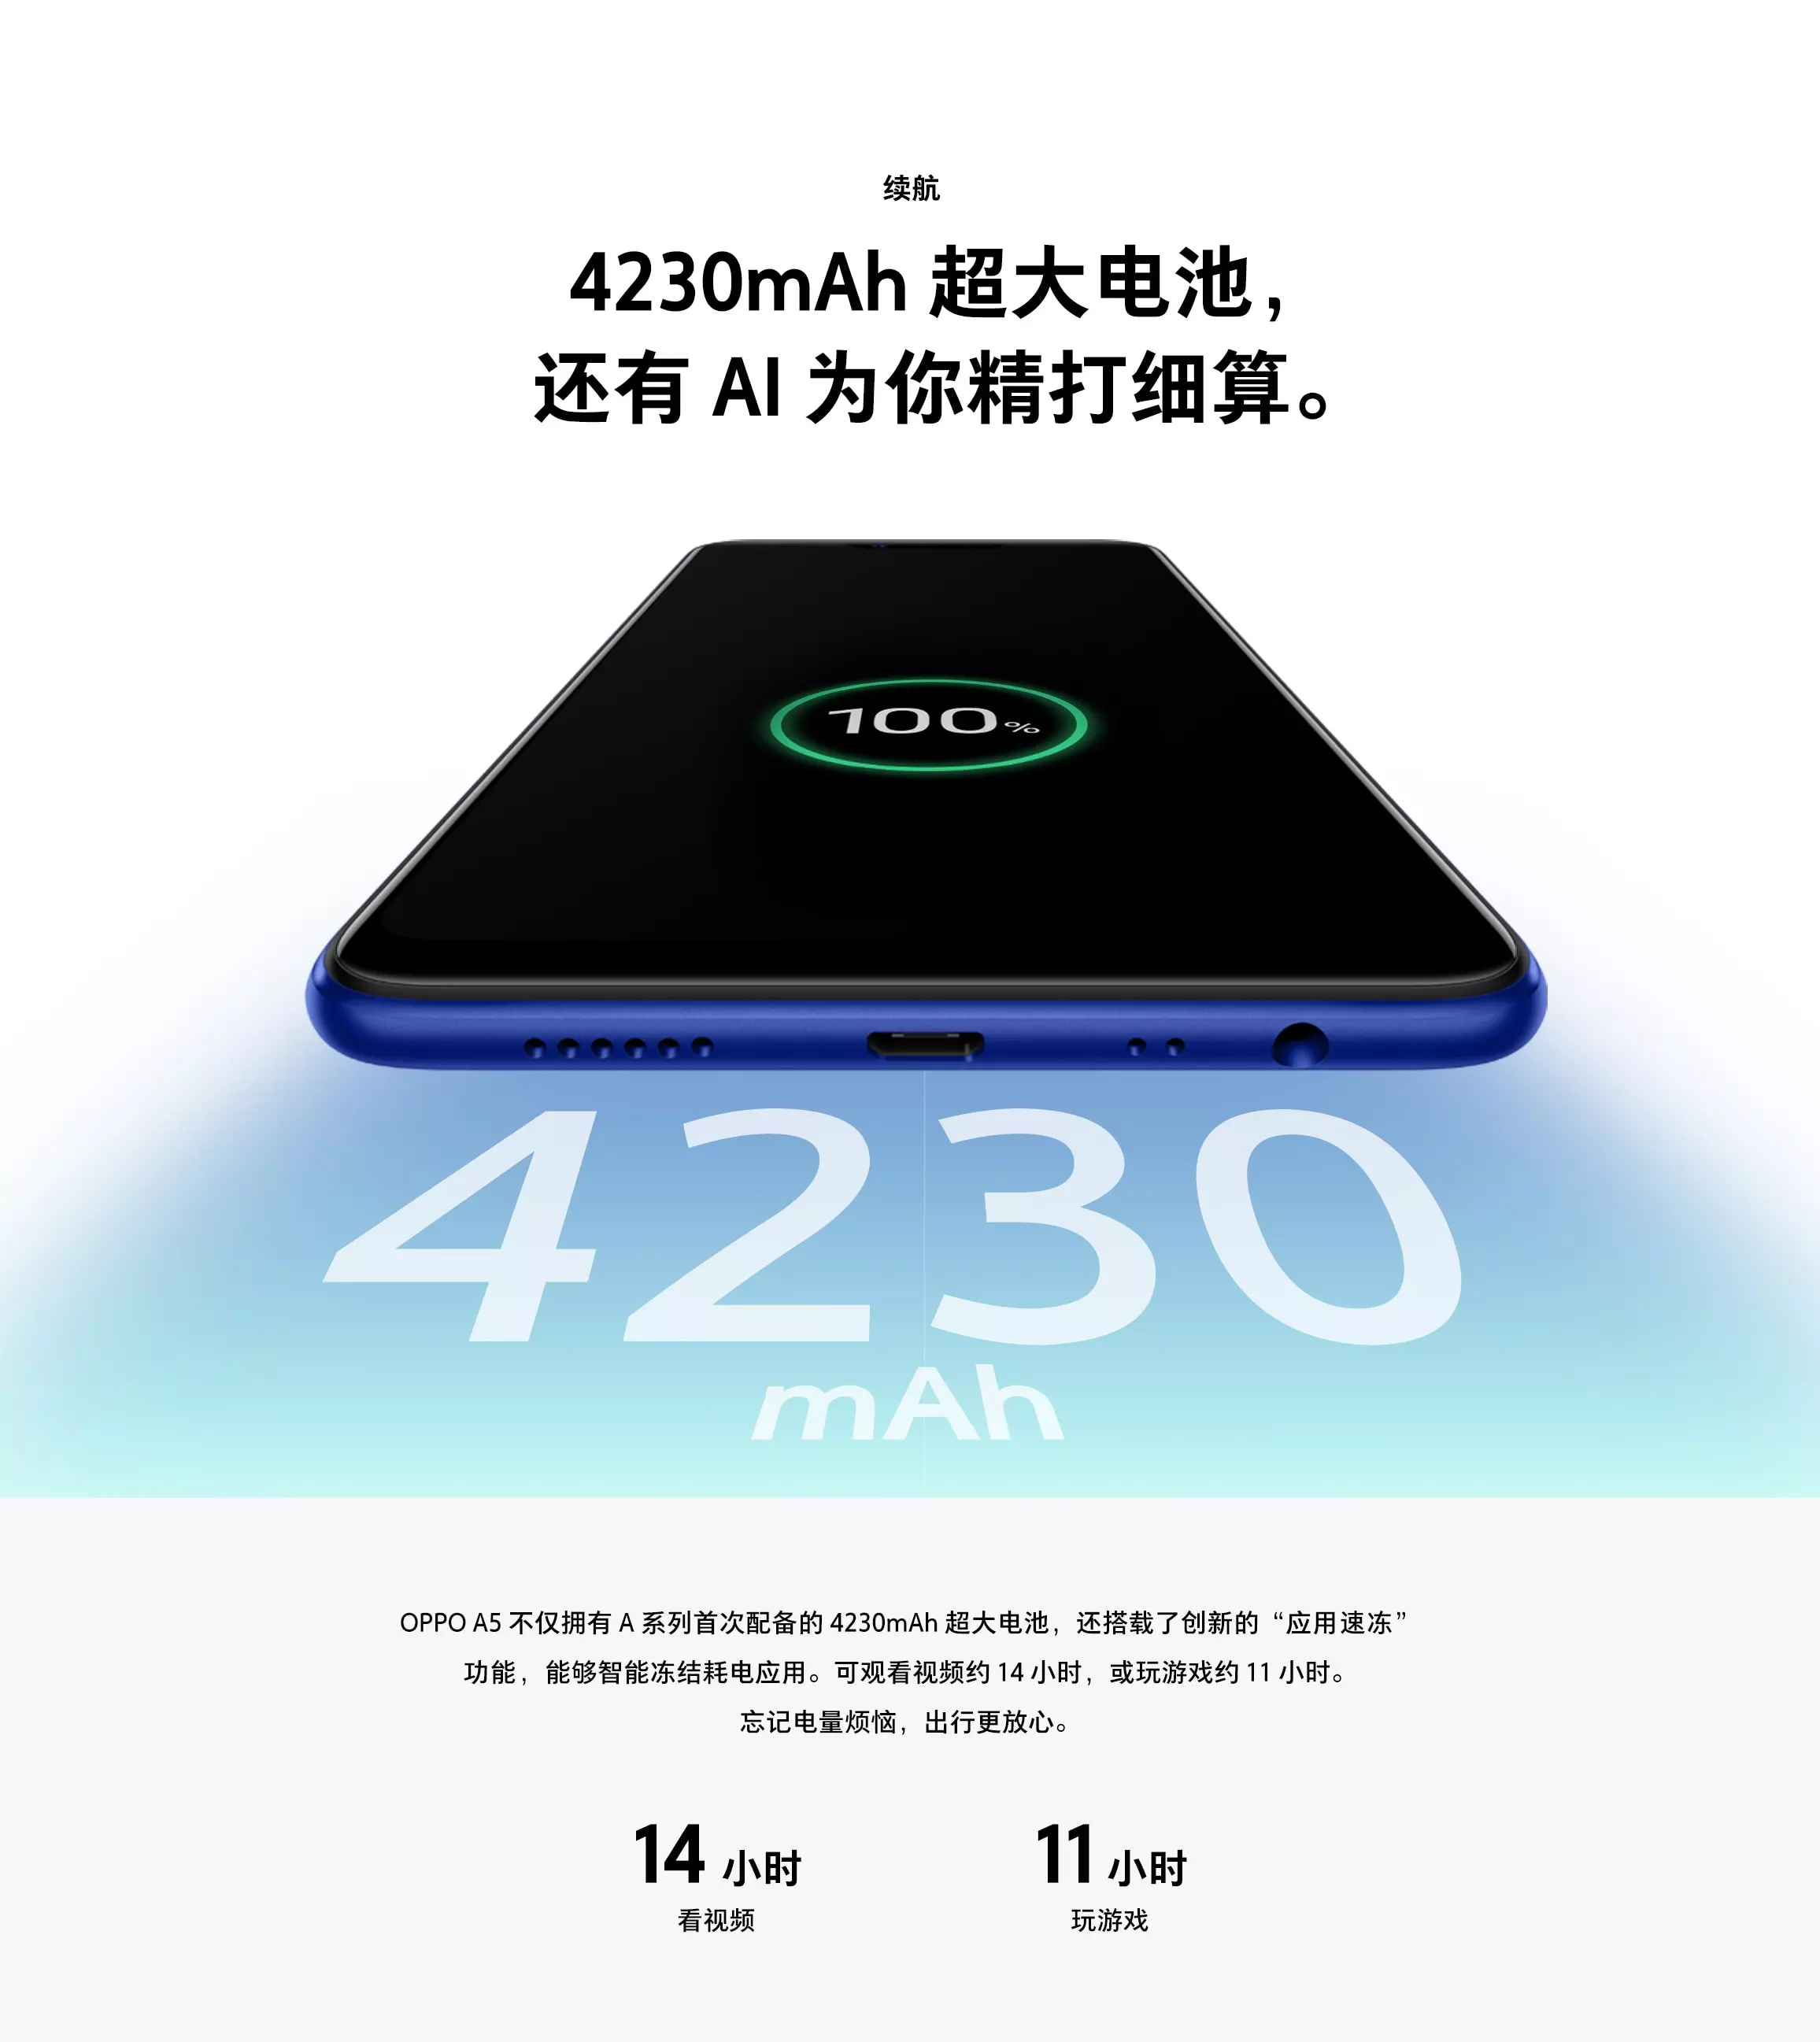 续航
4230mAh 超大电池，
还有 AI 为你精打细算。
100%
4230
mAh
OPPO A5 不仅拥有 A 系列首次配备的 4230mAh 超大电池，还搭载了创新的“应用速冻”
功能，能够智能冻结耗电应用。可观看视频约 14 小时，或玩游戏约 11 小时。
忘记电量烦恼，出行更放心。
14 小时
看视频
11 小时
玩游戏